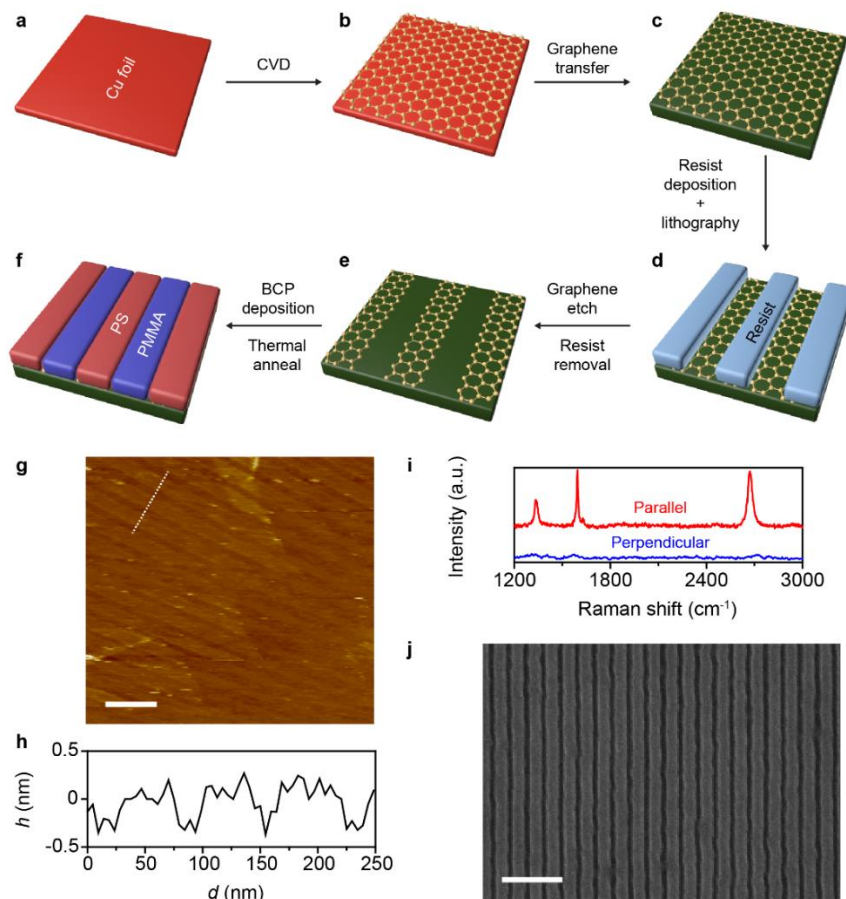 a
b
c
Cu foil
CVD
Graphene
transfer
Resist
deposition
+
lithography
f
e
d
PS
PMMA
BCP
deposition
Thermal
anneal
Graphene
etch
Resist
removal
Resist
g
i
Intensity (a.u.)
Parallel
Perpendicular
1200 1800 2400 3000
Raman shift (cm⁻¹)
j
h
h (nm)
0.5
0
-0.5
0 50 100 150 200 250
d (nm)